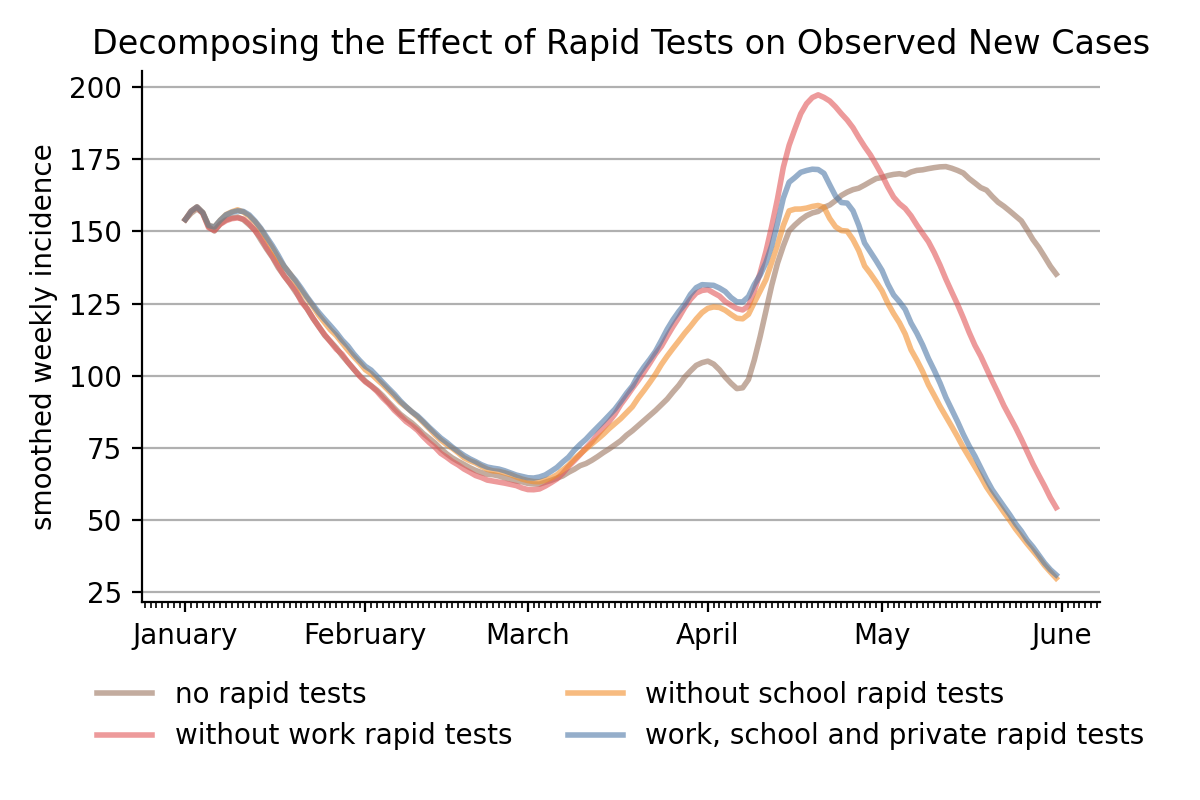 Decomposing the Effect of Rapid Tests on Observed New Cases
smoothed weekly incidence
200
175
150
125
100
75
50
25
January February March April May June
no rapid tests
without work rapid tests
without school rapid tests
work, school and private rapid tests